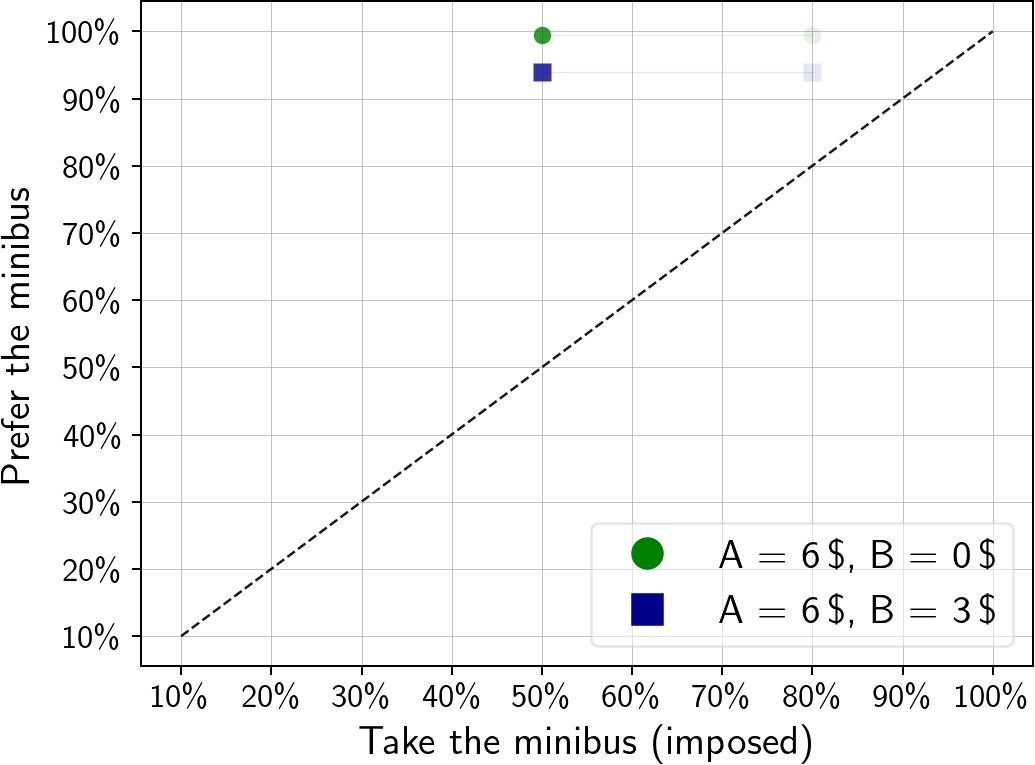 100%
90%
80%
70%
60%
50%
40%
30%
20%
10%
Prefer the minibus
A = 6 $, B = 0 $
A = 6 $, B = 3 $
10% 20% 30% 40% 50% 60% 70% 80% 90% 100%
Take the minibus (imposed)